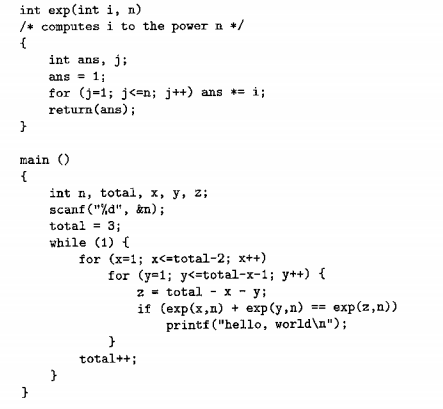 int exp(int i, n)
/* computes i to the power n */
{
    int ans, j;
    ans = 1;
    for (j=1; j<=n; j++) ans *= i;
    return(ans);
}

main ()
{
    int n, total, x, y, z;
    scanf("%d", &n);
    total = 3;
    while (1) {
        for (x=1; x<=total-2; x++)
            for (y=1; y<=total-x-1; y++) {
                z = total - x - y;
                if (exp(x,n) + exp(y,n) == exp(z,n))
                    printf("hello, world\n");
            }
        total++;
    }
}